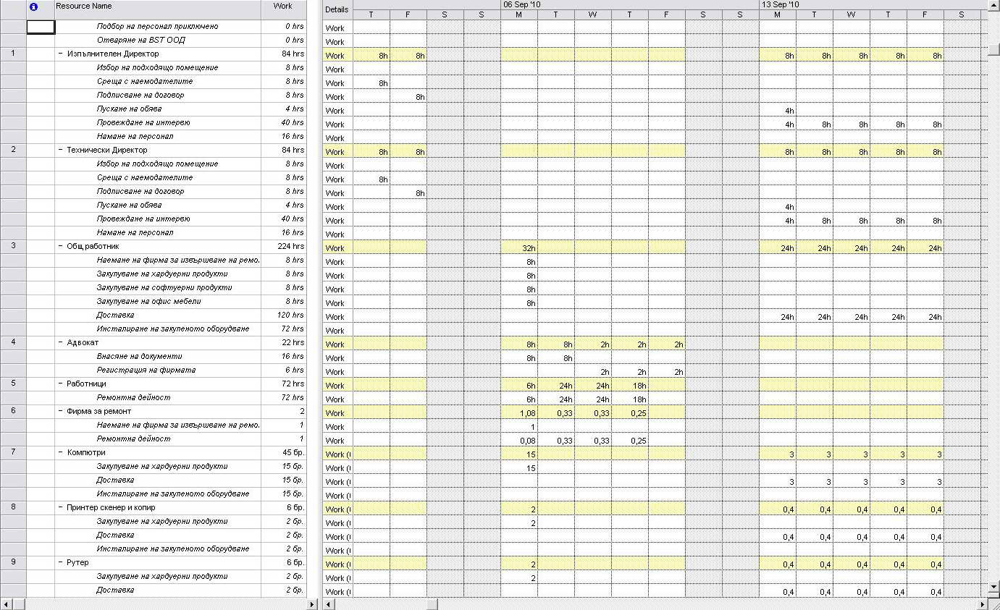 Resource Name Work Details 06 Sep '10 13 Sep '10
T F S S M T W T F S S M T W T F S
Подбор на персонал приключено 0 hrs Work
Отваряне на BST ООД 0 hrs Work
1 − Изпълнителен Директор 84 hrs Work 8h 8h 8h 8h 8h 8h 8h
Избор на подходящо помещение 8 hrs Work
Среща с наемодателите 8 hrs Work 8h
Подписване на договор 8 hrs Work 8h
Пускане на обява 4 hrs Work 4h
Провеждане на интервю 40 hrs Work 4h 8h 8h 8h 8h
Намане на персонал 16 hrs Work
2 − Технически Директор 84 hrs Work 8h 8h 8h 8h 8h 8h 8h
Избор на подходящо помещение 8 hrs Work
Среща с наемодателите 8 hrs Work 8h
Подписване на договор 8 hrs Work 8h
Пускане на обява 4 hrs Work 4h
Провеждане на интервю 40 hrs Work 4h 8h 8h 8h 8h
Намане на персонал 16 hrs Work
3 − Общ работник 224 hrs Work 32h 24h 24h 24h 24h 24h
Наемане на фирма за извършване на ремо. 8 hrs Work 8h
Закупуване на хардуерни продукти 8 hrs Work 8h
Закупуване на софтуерни продукти 8 hrs Work 8h
Закупуване на офис мебели 8 hrs Work 8h
Доставка 120 hrs Work 24h 24h 24h 24h 24h
Инсталиране на закупеното оборудване 72 hrs Work
4 − Адвокат 22 hrs Work 8h 8h 2h 2h 2h
Внасяне на документи 16 hrs Work 8h 8h
Регистрация на фирмата 6 hrs Work 2h 2h 2h
5 − Работници 72 hrs Work 6h 24h 24h 18h
Ремонтна дейност 72 hrs Work 6h 24h 24h 18h
6 − Фирма за ремонт 2 Work 1,08 0,33 0,33 0,25
Наемане на фирма за извършване на ремо. 1 Work 1
Ремонтна дейност 1 Work 0,08 0,33 0,33 0,25
7 − Компютри 45 бр. Work ( 15 3 3 3 3 3
Закупуване на хардуерни продукти 15 бр. Work ( 15
Доставка 15 бр. Work ( 3 3 3 3 3
Инсталиране на закупеното оборудване 15 бр. Work (
8 − Принтер скенер и копир 6 бр. Work ( 2 0,4 0,4 0,4 0,4 0,4
Закупуване на хардуерни продукти 2 бр. Work ( 2
Доставка 2 бр. Work ( 0,4 0,4 0,4 0,4 0,4
Инсталиране на закупеното оборудване 2 бр. Work (
9 − Рутер 6 бр. Work ( 2 0,4 0,4 0,4 0,4 0,4
Закупуване на хардуерни продукти 2 бр. Work ( 2
Доставка 2 бр. Work ( 0,4 0,4 0,4 0,4 0,4